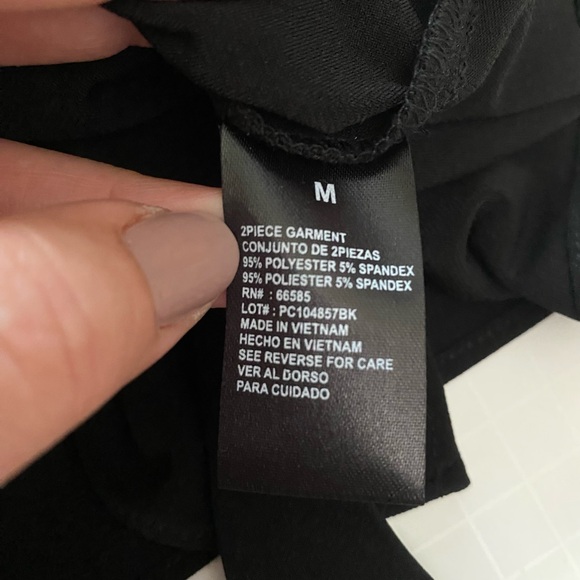 M
2PIECE GARMENT
CONJUNTO DE 2PIEZAS
95% POLYESTER 5% SPANDEX
95% POLIESTER 5% SPANDEX
RN# : 66585
LOT# : PC104857BK
MADE IN VIETNAM
HECHO EN VIETNAM
SEE REVERSE FOR CARE
VER AL DORSO
PARA CUIDADO